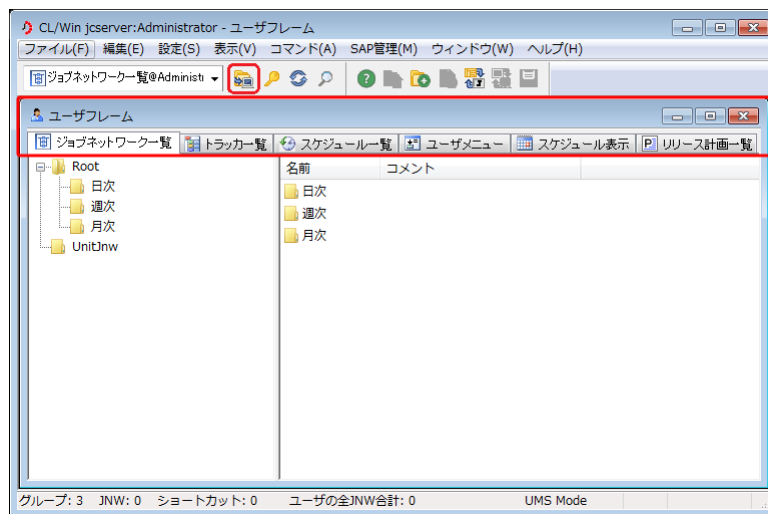 CL/Win jcserver:Administrator - ユーザフレーム
ファイル(F) 編集(E) 設定(S) 表示(V) コマンド(A) SAP管理(M) ウィンドウ(W) ヘルプ(H)
ジョブネットワーク一覧@Administr
ユーザフレーム
ジョブネットワーク一覧 トラッカ一覧 スケジュール一覧 ユーザメニュー スケジュール表示 リリース計画一覧
Root 名前 コメント
日次 日次
週次 週次
月次 月次
UnitJnw
グループ: 3 JNW: 0 ショートカット: 0 ユーザの全JNW合計: 0 UMS Mode